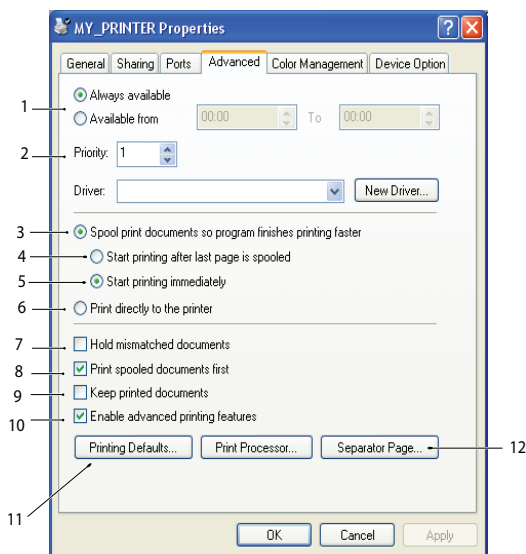 MY_PRINTER Properties
General Sharing Ports Advanced Color Management Device Option
1 Always available
Available from 00:00 To 00:00
2 Priority: 1
Driver: New Driver...
3 Spool print documents so program finishes printing faster
4 Start printing after last page is spooled
5 Start printing immediately
6 Print directly to the printer
7 Hold mismatched documents
8 Print spooled documents first
9 Keep printed documents
10 Enable advanced printing features
Printing Defaults... Print Processor... Separator Page... 12
11
OK Cancel Apply